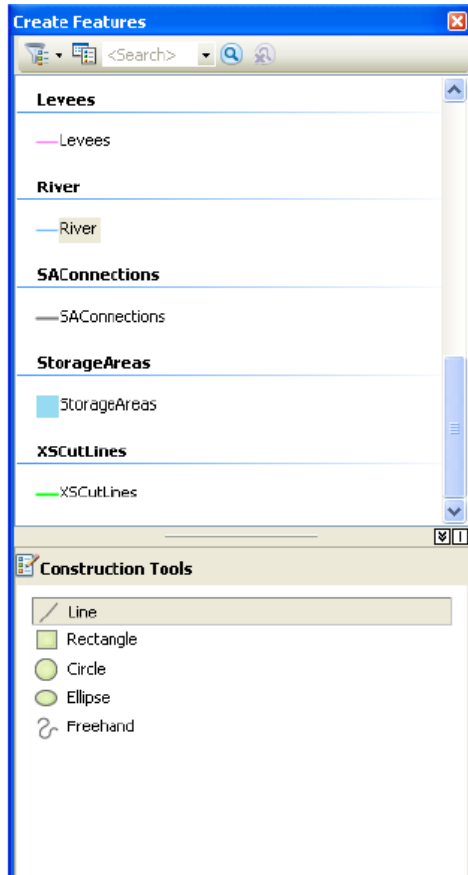 Create Features
<Search>
Levees
Levees
River
River
SAConnections
SAConnections
StorageAreas
StorageAreas
XSCutLines
XSCutLines
Construction Tools
Line
Rectangle
Circle
Ellipse
Freehand